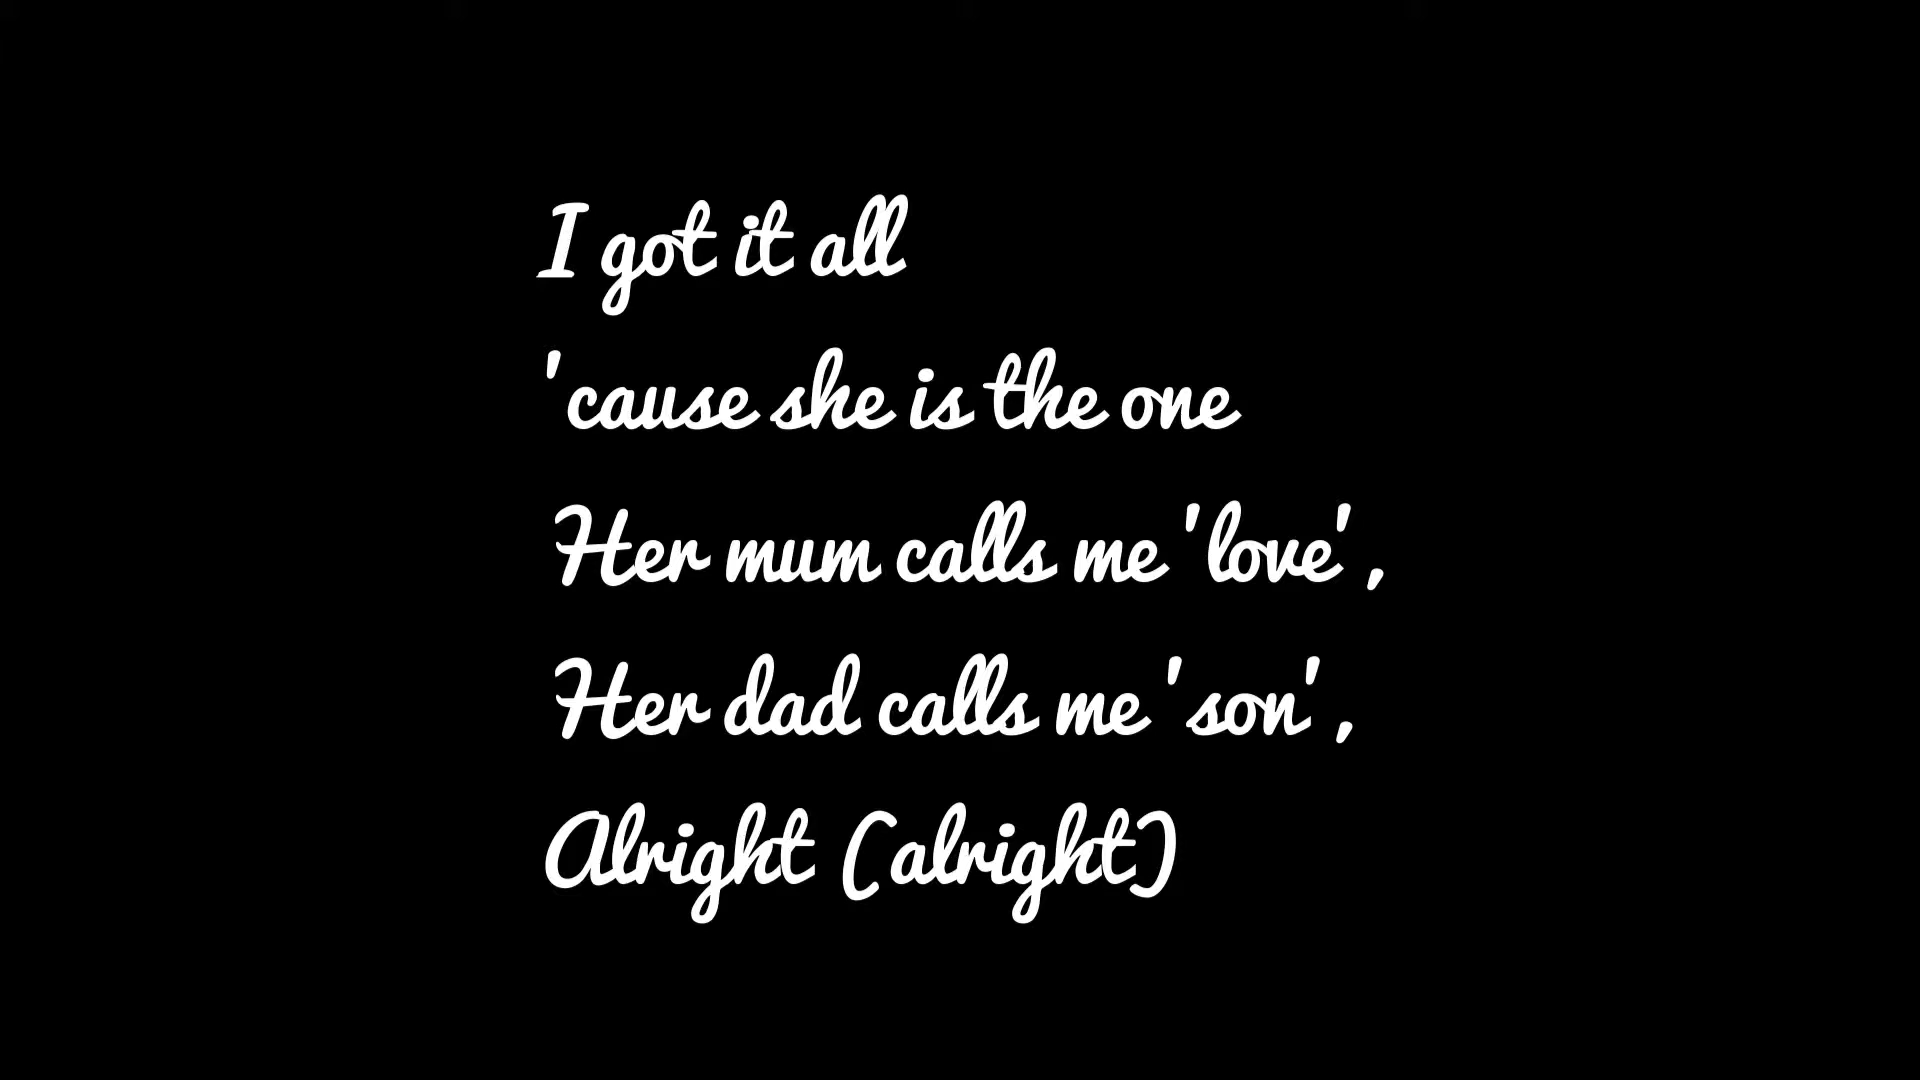 I got it all
'cause she is the one
Her mum calls me 'love',
Her dad calls me 'son',
Alright (alright)